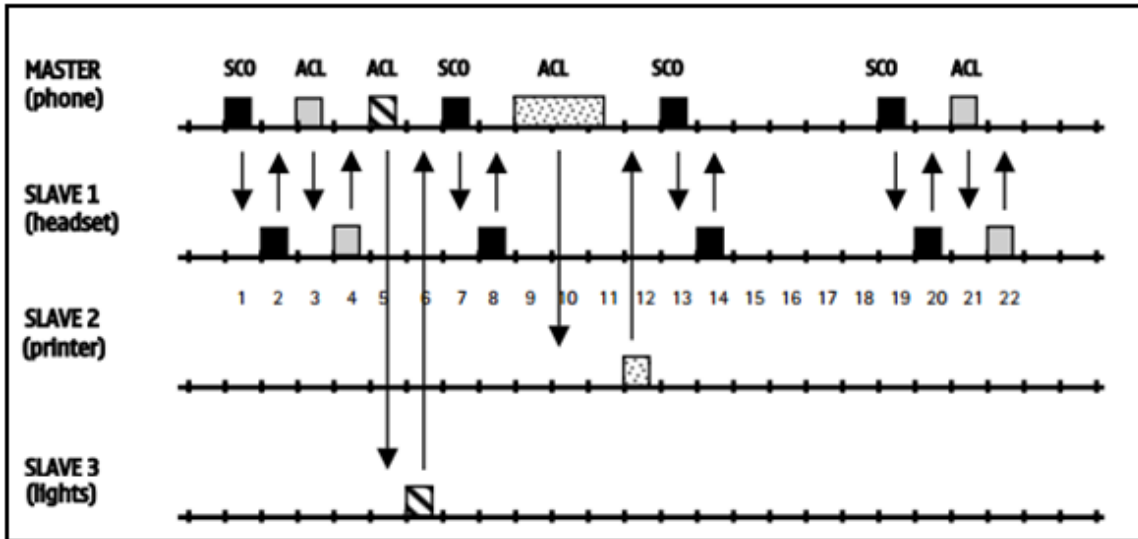 SCO ACL ACL SCO ACL SCO SCO ACL
MASTER
(phone)
SLAVE 1
(headset)
1 2 3 4 5 6 7 8 9 10 11 12 13 14 15 16 17 18 19 20 21 22
SLAVE 2
(printer)
SLAVE 3
(lights)